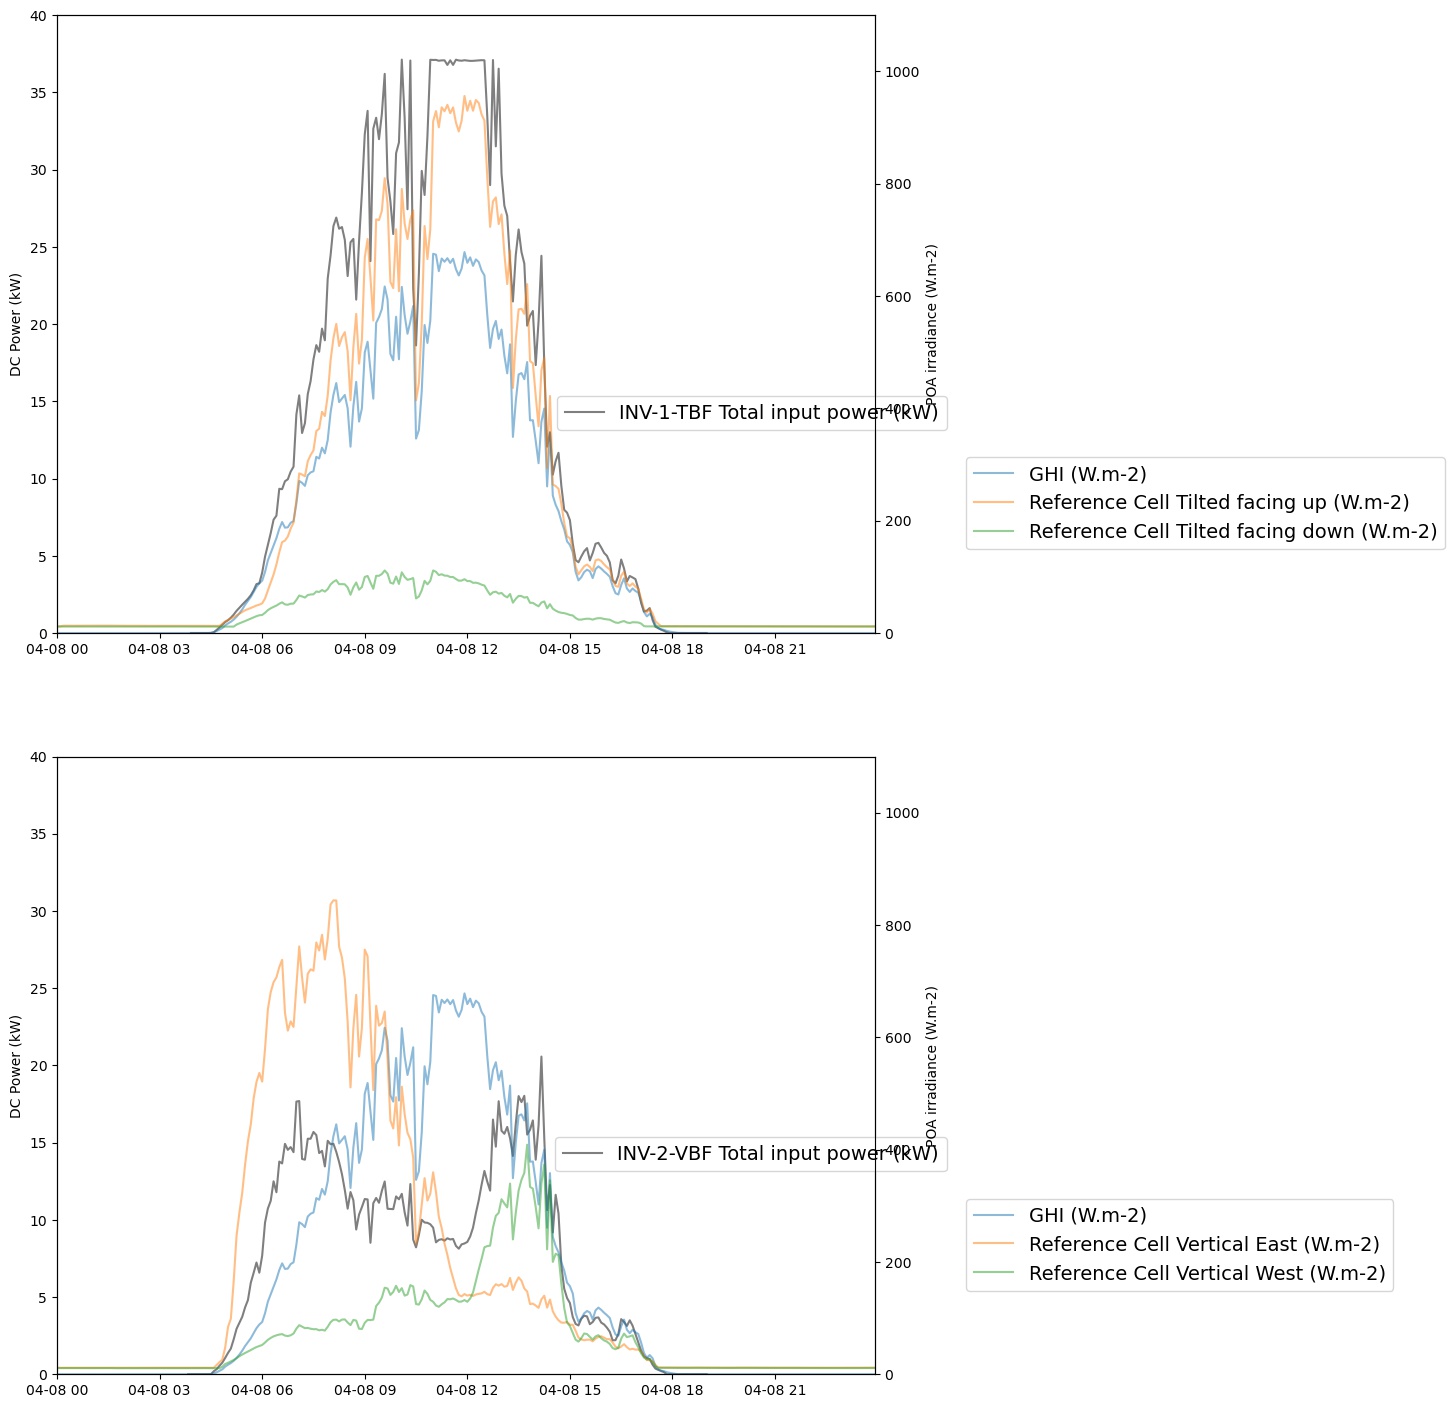 40
35
30
25
20
15
10
5
0
DC Power (kW)
1000
800
600
400
200
0
POA irradiance (W.m-2)
INV-1-TBF Total input power (kW)
GHI (W.m-2)
Reference Cell Tilted facing up (W.m-2)
Reference Cell Tilted facing down (W.m-2)
04-08 00 04-08 03 04-08 06 04-08 09 04-08 12 04-08 15 04-08 18 04-08 21
40
35
30
25
20
15
10
5
0
DC Power (kW)
1000
800
600
400
200
0
POA irradiance (W.m-2)
INV-2-VBF Total input power (kW)
GHI (W.m-2)
Reference Cell Vertical East (W.m-2)
Reference Cell Vertical West (W.m-2)
04-08 00 04-08 03 04-08 06 04-08 09 04-08 12 04-08 15 04-08 18 04-08 21